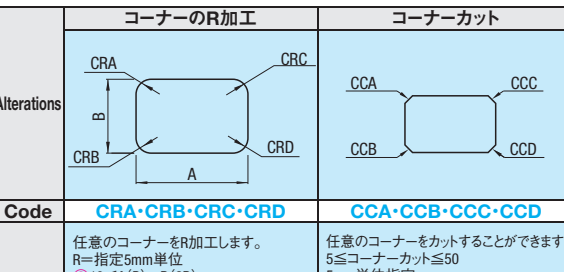 コーナーのR加工
コーナーカット
Alterations
CRA
CRC
CRB
CRD
B
A
CCA
CCC
CCB
CCD
Code
CRA・CRB・CRC・CRD
CCA・CCB・CCC・CCD
任意のコーナーをR加工します。
R=指定5mm単位
任意のコーナーをカットすることができます
5≦コーナーカット≦50